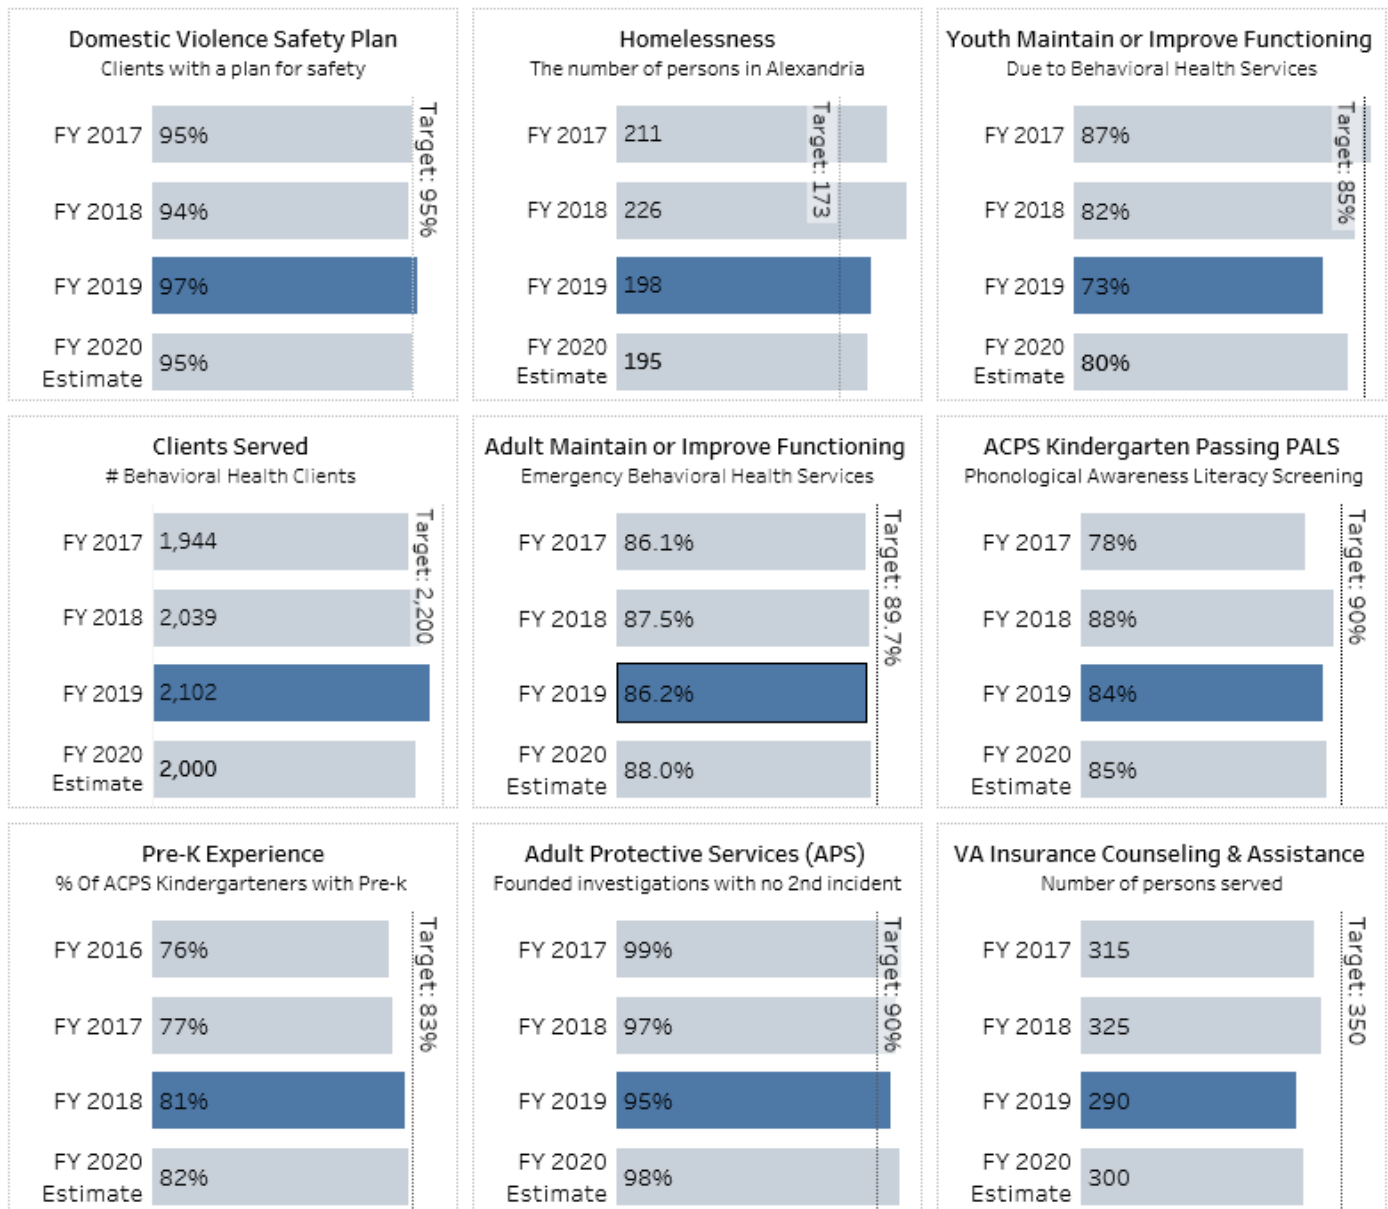 Domestic Violence Safety Plan
Clients with a plan for safety
FY 2017 95%
FY 2018 94%
FY 2019 97%
FY 2020
Estimate 95%
Target: 95%
Homelessness
The number of persons in Alexandria
FY 2017 211
FY 2018 226
FY 2019 198
FY 2020
Estimate 195
Target: 173
Youth Maintain or Improve Functioning
Due to Behavioral Health Services
FY 2017 87%
FY 2018 82%
FY 2019 73%
FY 2020
Estimate 80%
Target: 85%
Clients Served
# Behavioral Health Clients
FY 2017 1,944
FY 2018 2,039
FY 2019 2,102
FY 2020
Estimate 2,000
Target: 2,200
Adult Maintain or Improve Functioning
Emergency Behavioral Health Services
FY 2017 86.1%
FY 2018 87.5%
FY 2019 86.2%
FY 2020
Estimate 88.0%
Target: 89.7%
ACPS Kindergarten Passing PALS
Phonological Awareness Literacy Screening
FY 2017 78%
FY 2018 88%
FY 2019 84%
FY 2020
Estimate 85%
Target: 90%
Pre-K Experience
% Of ACPS Kindergarteners with Pre-k
FY 2016 76%
FY 2017 77%
FY 2018 81%
FY 2020
Estimate 82%
Target: 83%
Adult Protective Services (APS)
Founded investigations with no 2nd incident
FY 2017 99%
FY 2018 97%
FY 2019 95%
FY 2020
Estimate 98%
Target: 90%
VA Insurance Counseling & Assistance
Number of persons served
FY 2017 315
FY 2018 325
FY 2019 290
FY 2020
Estimate 300
Target: 350